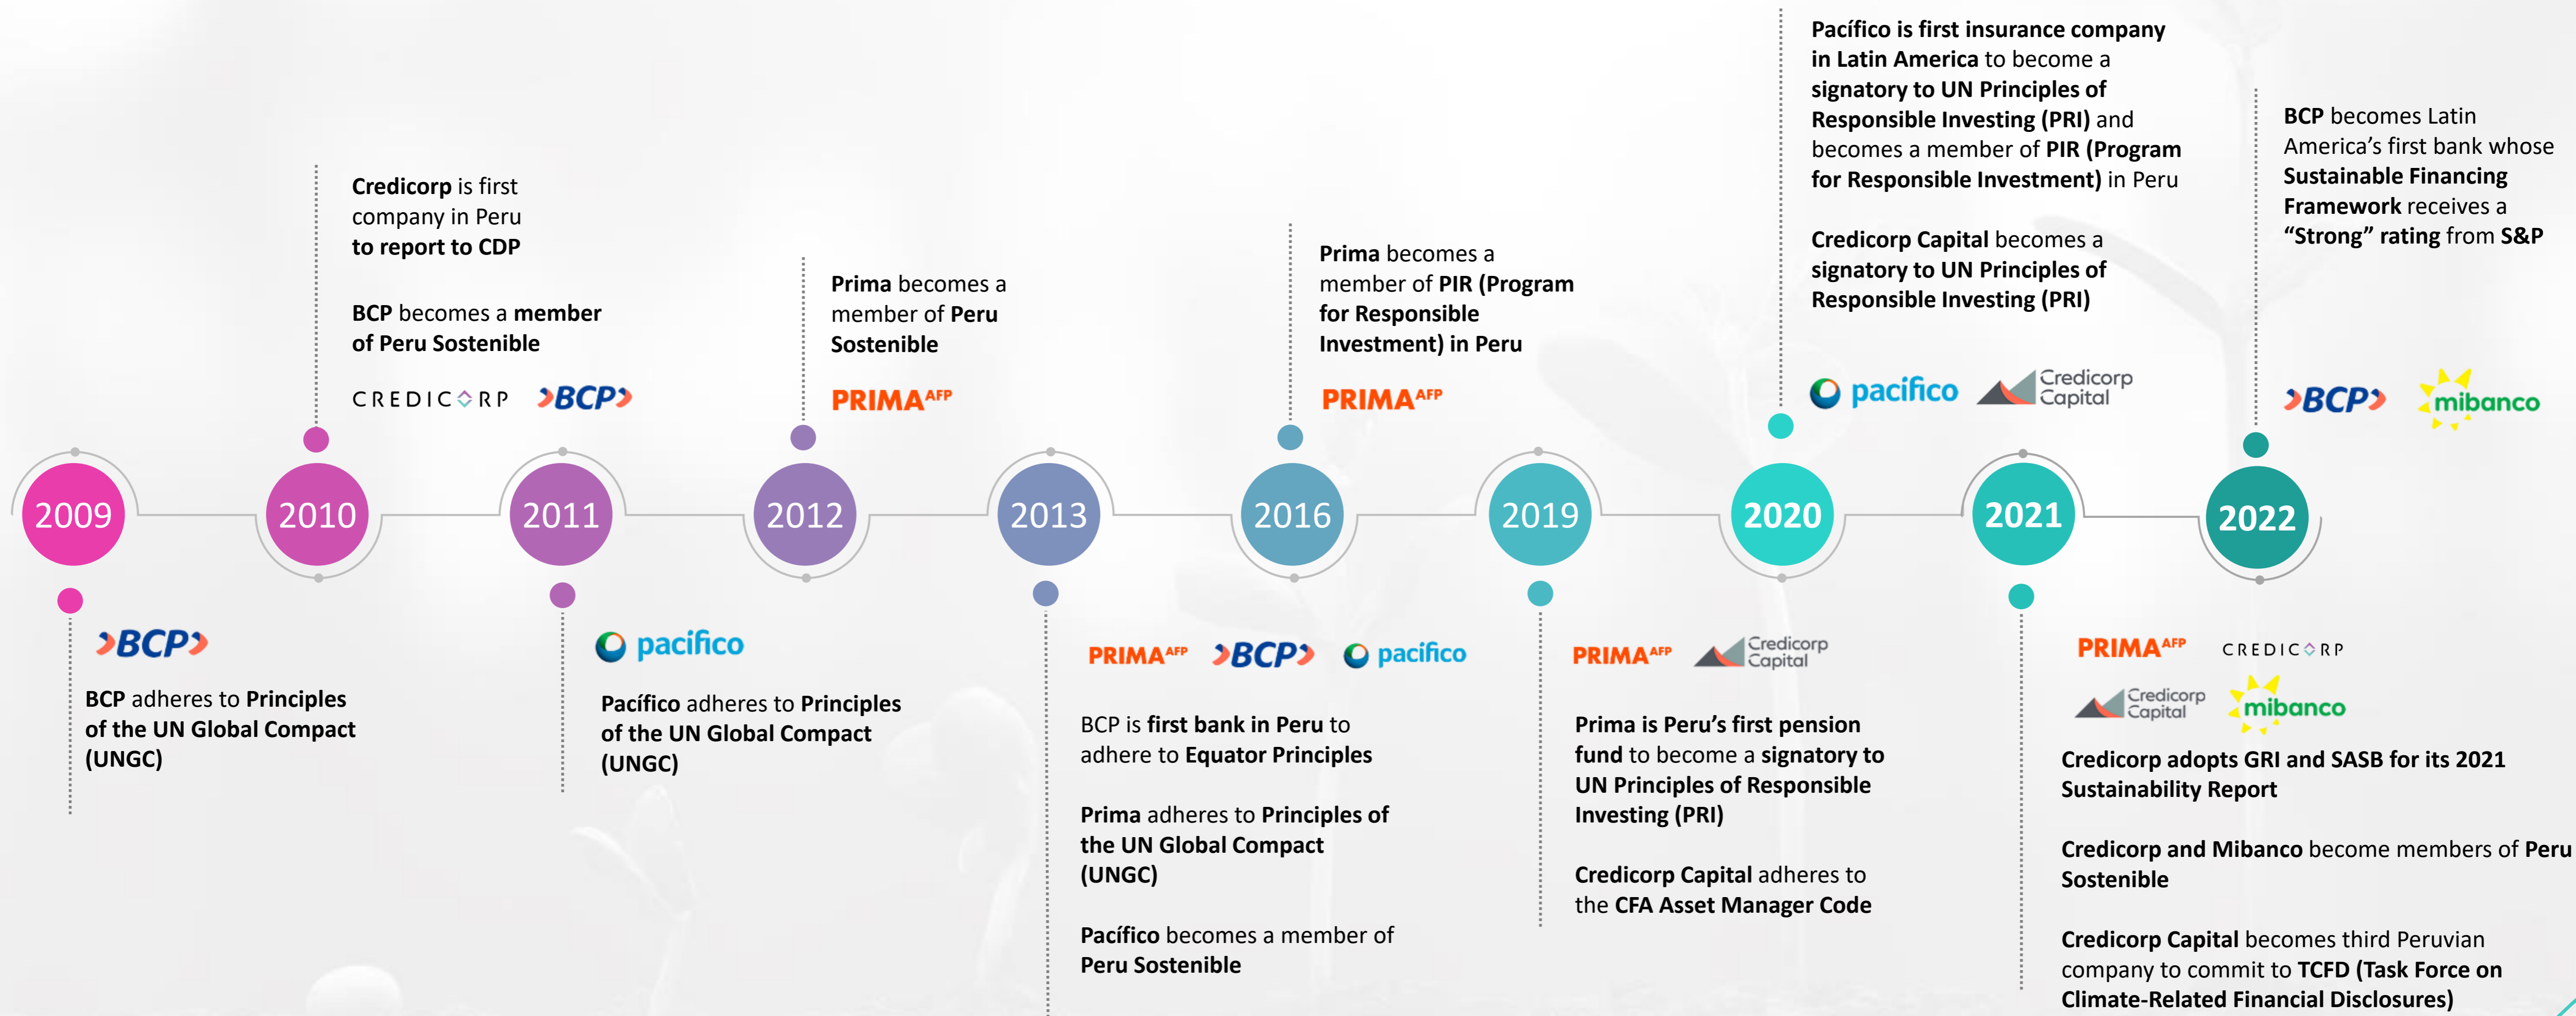 Credicorp is first
company in Peru
to report to CDP
BCP becomes a member
of Peru Sostenible
CREDICORP BCP
Prima becomes a
member of Peru
Sostenible
PRIMA AFP
Prima becomes a
member of PIR (Program
for Responsible
Investment) in Peru
PRIMA AFP
Pacífico is first insurance company
in Latin America to become a
signatory to UN Principles of
Responsible Investing (PRI) and
becomes a member of PIR (Program
for Responsible Investment) in Peru
Credicorp Capital becomes a
signatory to UN Principles of
Responsible Investing (PRI)
pacifico Credicorp
Capital
BCP becomes Latin
America’s first bank whose
Sustainable Financing
Framework receives a
“Strong” rating from S&P
BCP mibanco
2009 2010 2011 2012 2013 2016 2019 2020 2021 2022
BCP
BCP adheres to Principles
of the UN Global Compact
(UNGC)
pacifico
Pacífico adheres to Principles
of the UN Global Compact
(UNGC)
PRIMA AFP BCP pacifico
BCP is first bank in Peru to
adhere to Equator Principles
Prima adheres to Principles of
the UN Global Compact
(UNGC)
Pacífico becomes a member of
Peru Sostenible
PRIMA AFP Credicorp
Capital
Prima is Peru’s first pension
fund to become a signatory to
UN Principles of Responsible
Investing (PRI)
Credicorp Capital adheres to
the CFA Asset Manager Code
PRIMA AFP CREDICORP
Credicorp
Capital mibanco
Credicorp adopts GRI and SASB for its 2021
Sustainability Report
Credicorp and Mibanco become members of Peru
Sostenible
Credicorp Capital becomes third Peruvian
company to commit to TCFD (Task Force on
Climate-Related Financial Disclosures)